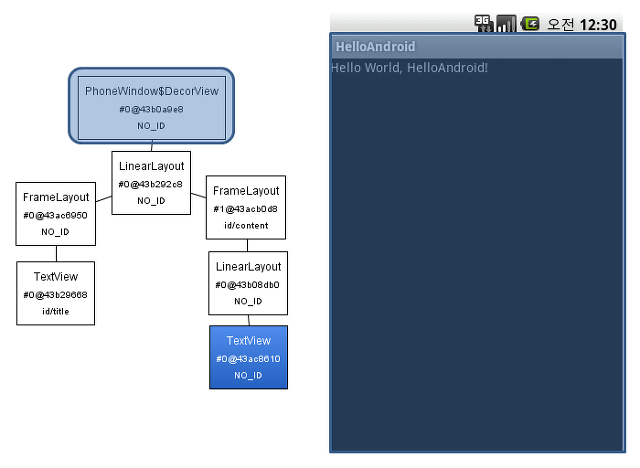 PhoneWindow$DecorView
#0@43b0a9e8
NO_ID
LinearLayout
#0@43b292c8
NO_ID
FrameLayout
#0@43ac6950
NO_ID
FrameLayout
#1@43acb0d8
id/content
TextView
#0@43b29668
id/title
LinearLayout
#0@43b08db0
NO_ID
TextView
#0@43ac8610
NO_ID
3G 오전 12:30
HelloAndroid
Hello World, HelloAndroid!